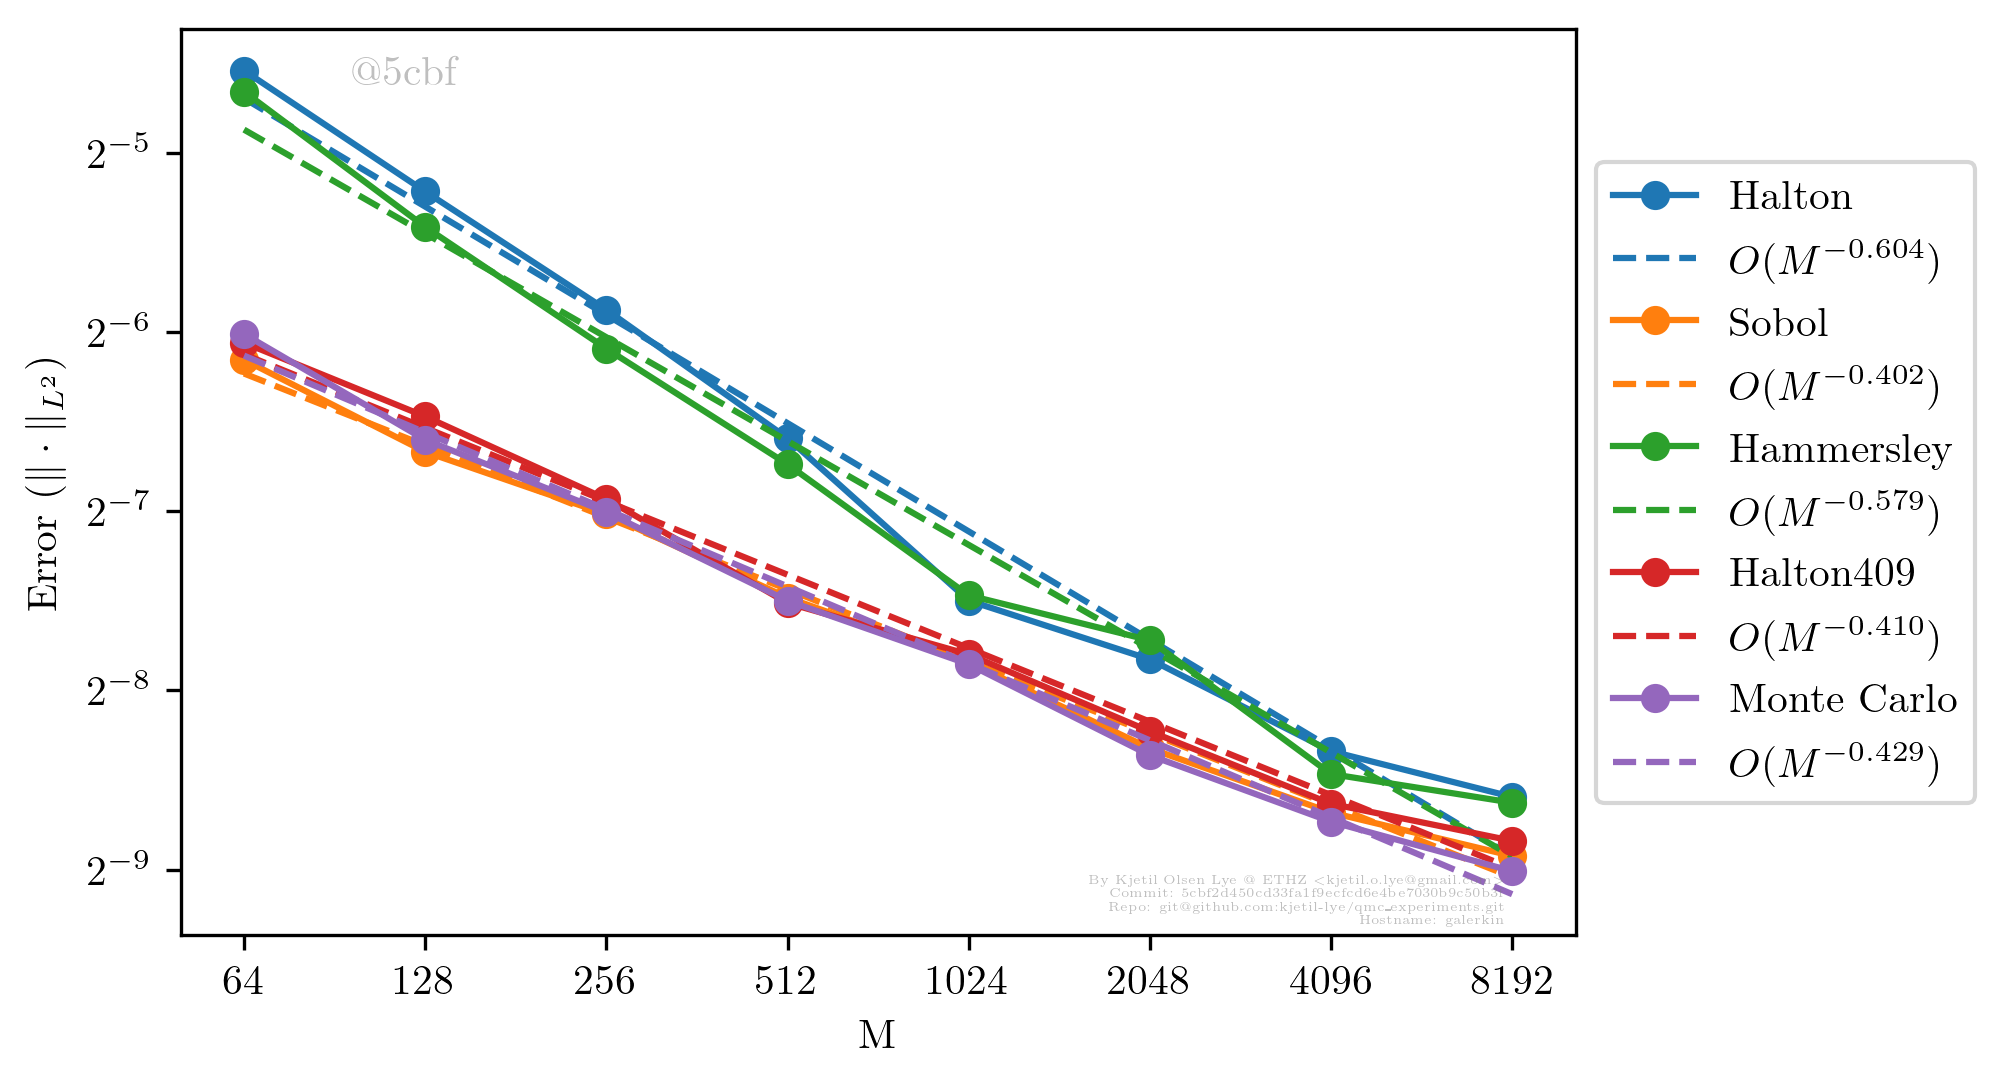 @5cbf
2^{-5}
2^{-6}
2^{-7}
2^{-8}
2^{-9}
Error (|| · ||_{L^2})
64 128 256 512 1024 2048 4096 8192
M
Halton
O(M^{-0.604})
Sobol
O(M^{-0.402})
Hammersley
O(M^{-0.579})
Halton409
O(M^{-0.410})
Monte Carlo
O(M^{-0.429})
By Kjetil Olsen Lye @ ETHZ <kjetil.o.lye@gmail.com>
Commit: 5cbf2d450cd33fa1f9ecfcd6e4be7030b9c50b3f
Repo: git@github.com:kjetil-lye/qmc_experiments.git
Hostname: galerkin